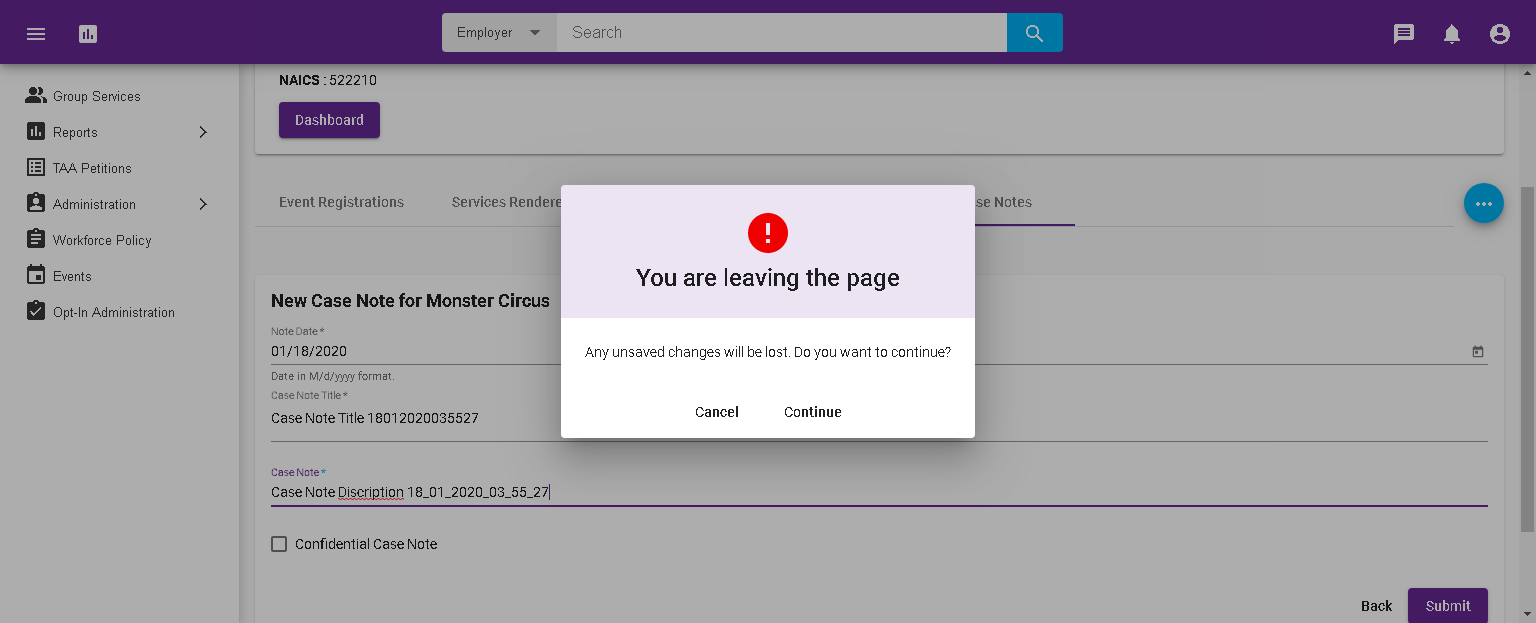 Employer
Search
Group Services
Reports
TAA Petitions
Administration
Workforce Policy
Events
Opt-In Administration
NAICS : 522210
Dashboard
Event Registrations
Services Rendere
se Notes
You are leaving the page
Any unsaved changes will be lost. Do you want to continue?
Cancel Continue
New Case Note for Monster Circus
Note Date *
01/18/2020
Date in M/d/yyyy format.
Case Note Title *
Case Note Title 18012020035527
Case Note *
Case Note Discription 18_01_2020_03_55_27
Confidential Case Note
Back Submit